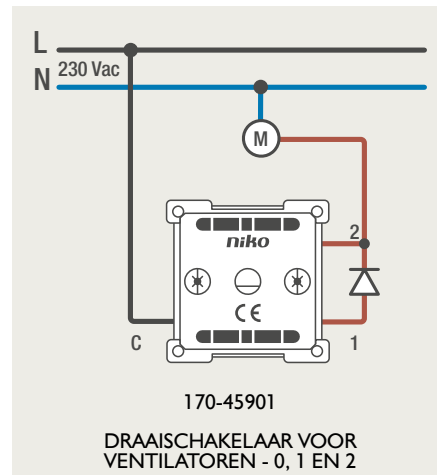 L
230 Vac
N
M
2
niko
CE
C
1
170-45901
DRAAISCHAKELAAR VOOR
VENTILATOREN - 0, 1 EN 2